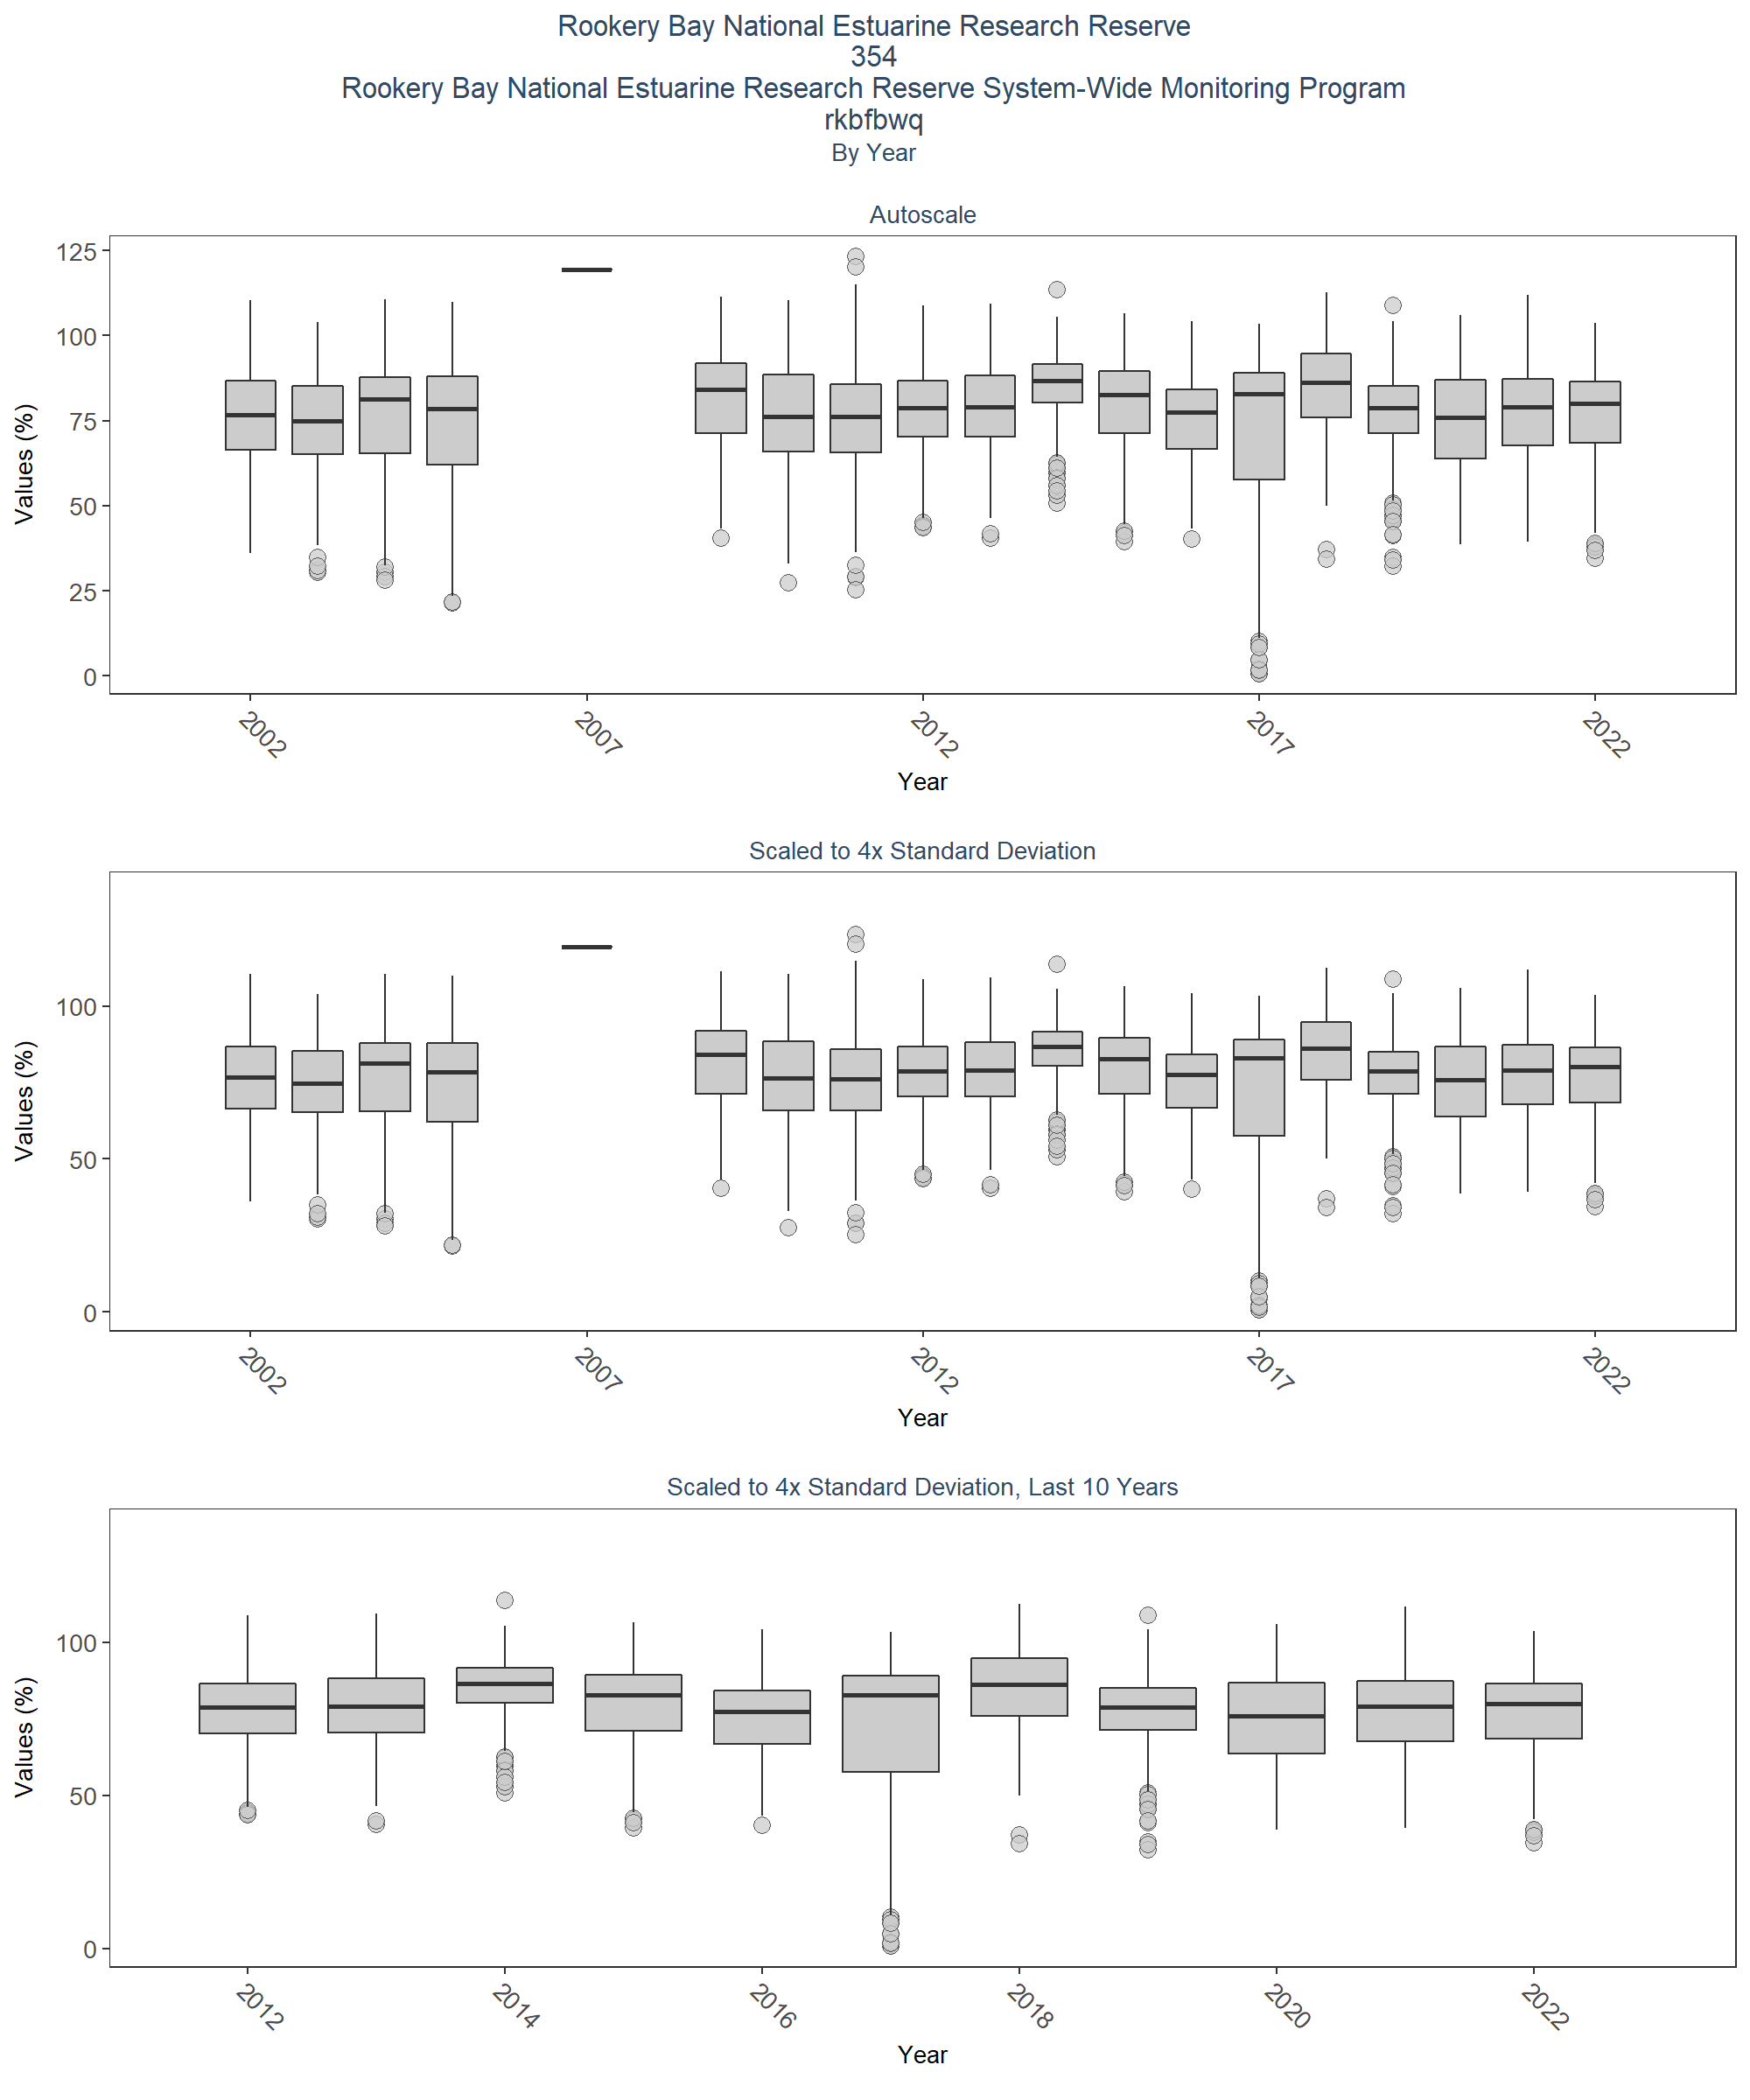 Rookery Bay National Estuarine Research Reserve
354
Rookery Bay National Estuarine Research Reserve System-Wide Monitoring Program
rkbfbwq
By Year
Autoscale
Values (%)
125
100
75
50
25
0
2002 2007 2012 2017 2022
Year
Scaled to 4x Standard Deviation
Values (%)
100
50
0
2002 2007 2012 2017 2022
Year
Scaled to 4x Standard Deviation, Last 10 Years
Values (%)
100
50
0
2012 2014 2016 2018 2020 2022
Year